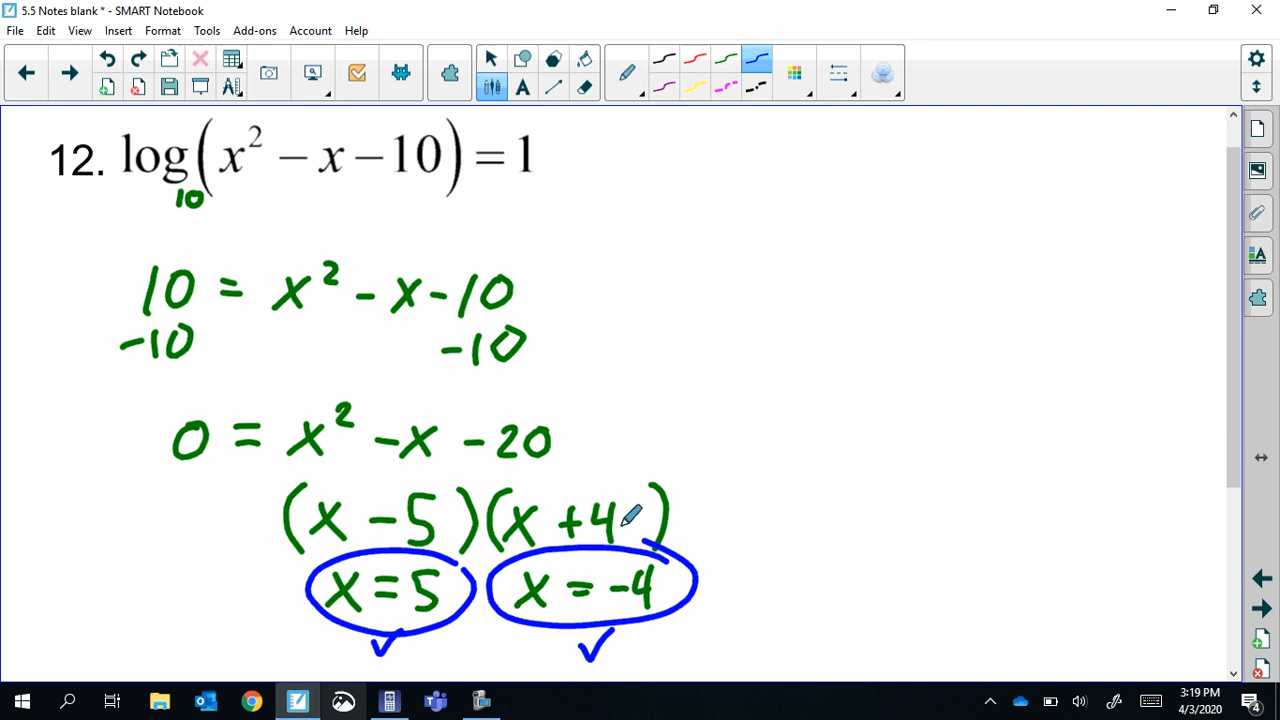 5.5 Notes blank * - SMART Notebook
File Edit View Insert Format Tools Add-ons Account Help
12. log(x² − x − 10) = 1
10
10 = x² - x - 10
-10 -10
0 = x² - x - 20
(x - 5)(x + 4)
x = 5 x = -4
3:19 PM
4/3/2020
4